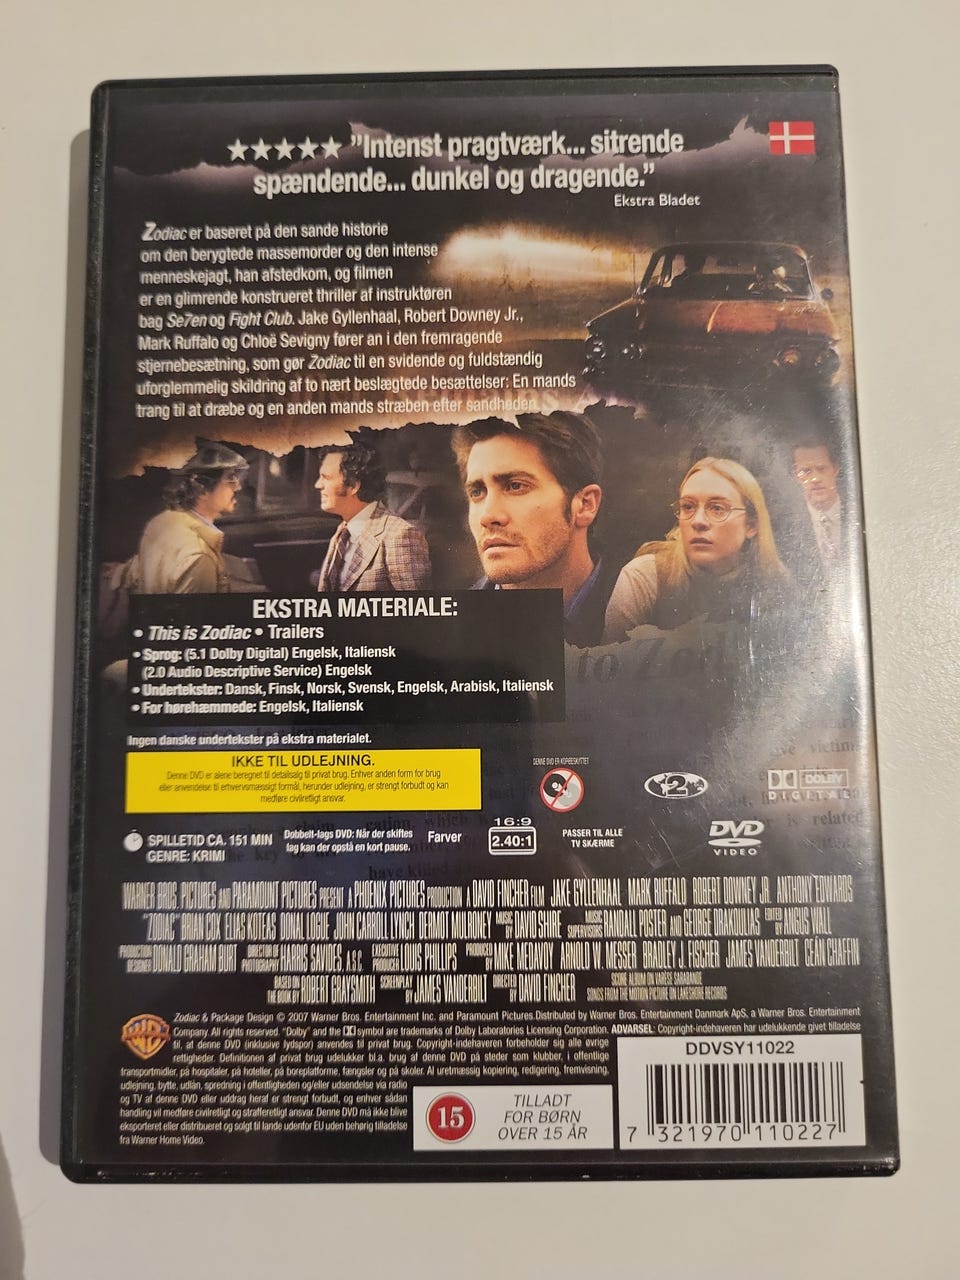 ★★★★★ "Intenst pragtværk... sitrende
spændende... dunkel og dragende."
Ekstra Bladet
Zodiac er baseret på den sande historie
om den berygtede massemorder og den intense
menneskejagt, han afstedkom, og filmen
er en glimrende konstrueret thriller af instruktøren
bag Se7en og Fight Club. Jake Gyllenhaal, Robert Downey Jr.,
Mark Ruffalo og Chloë Sevigny fører an i den fremragende
stjernebesætning, som gør Zodiac til en svidende og fuldstændig
uforglemmelig skildring af to nært beslægtede besættelser: En mands
trang til at dræbe og en anden mands stræben efter sandheden.
EKSTRA MATERIALE:
• This is Zodiac • Trailers
• Sprog: (5.1 Dolby Digital) Engelsk, Italiensk
(2.0 Audio Descriptive Service) Engelsk
• Undertekster: Dansk, Finsk, Norsk, Svensk, Engelsk, Arabisk, Italiensk
• For hørehæmmede: Engelsk, Italiensk
Ingen danske undertekster på ekstra materialet.
IKKE TIL UDLEJNING.
Denne DVD er alene beregnet til detailsalg til privat brug. Enhver anden form for brug
eller anvendelse til erhvervsmæssigt formål, herunder udlejning, er strengt forbudt og kan
medføre civilretligt ansvar.
DENNE DVD ER KOPIBESKYTTET
2
DOLBY
DIGITAL
SPILLETID CA. 151 MIN
GENRE: KRIMI
Dobbelt-lags DVD: Når der skiftes
lag kan der opstå en kort pause.
Farver
16:9
2.40:1
PASSER TIL ALLE
TV SKÆRME
DVD
VIDEO
WARNER BROS. PICTURES AND PARAMOUNT PICTURES PRESENT A PHOENIX PICTURES PRODUCTION A DAVID FINCHER FILM JAKE GYLLENHAAL MARK RUFFALO ROBERT DOWNEY JR. ANTHONY EDWARDS
"ZODIAC" BRIAN COX ELIAS KOTEAS DONAL LOGUE JOHN CARROLL LYNCH DERMOT MULRONEY MUSIC BY DAVID SHIRE MUSIC SUPERVISORS RANDALL POSTER AND GEORGE DRAKOULIAS EDITED BY ANGUS WALL
PRODUCTION DESIGNER DONALD GRAHAM BURT DIRECTOR OF PHOTOGRAPHY HARRIS SAVIDES A.S.C. EXECUTIVE PRODUCER LOUIS PHILLIPS PRODUCED BY MIKE MEDAVOY ARNOLD W. MESSER BRADLEY J. FISCHER JAMES VANDERBILT CEÁN CHAFFIN
BASED ON THE BOOK BY ROBERT GRAYSMITH SCREENPLAY BY JAMES VANDERBILT DIRECTED BY DAVID FINCHER SCORE ALBUM ON VARESE SARABANDE
SONGS FROM THE MOTION PICTURE ON LAKESHORE RECORDS
WB
Zodiac & Package Design © 2007 Warner Bros. Entertainment Inc. and Paramount Pictures. Distributed by Warner Bros. Entertainment Danmark ApS, a Warner Bros. Entertainment
Company. All rights reserved. "Dolby" and the symbol are trademarks of Dolby Laboratories Licensing Corporation. ADVARSEL: Copyright-indehaveren har udelukkende givet tilladelse
til, at denne DVD (inklusive lydspor) anvendes til privat brug. Copyright-indehaveren forbeholder sig alle øvrige
rettigheder. Definitionen af privat brug udelukker bl.a. brug af denne DVD på steder som klubber, i offentlige
transportmidler, på hospitaler, på hoteller, på boreplatforme, fængsler og på skoler. Al uretmæssig kopiering, redigering, fremvisning,
udlejning, bytte, udlån, spredning i offentligheden og/eller udsendelse via radio
og TV af denne DVD eller uddrag heraf er strengt forbudt, og enhver sådan
handling vil medføre civilretligt og strafferetligt ansvar. Denne DVD må ikke blive
eksporteret eller distribueret og solgt til lande udenfor EU uden behørig tilladelse
fra Warner Home Video.
15
TILLADT
FOR BØRN
OVER 15 ÅR
DDVSY11022
7 321970 110227